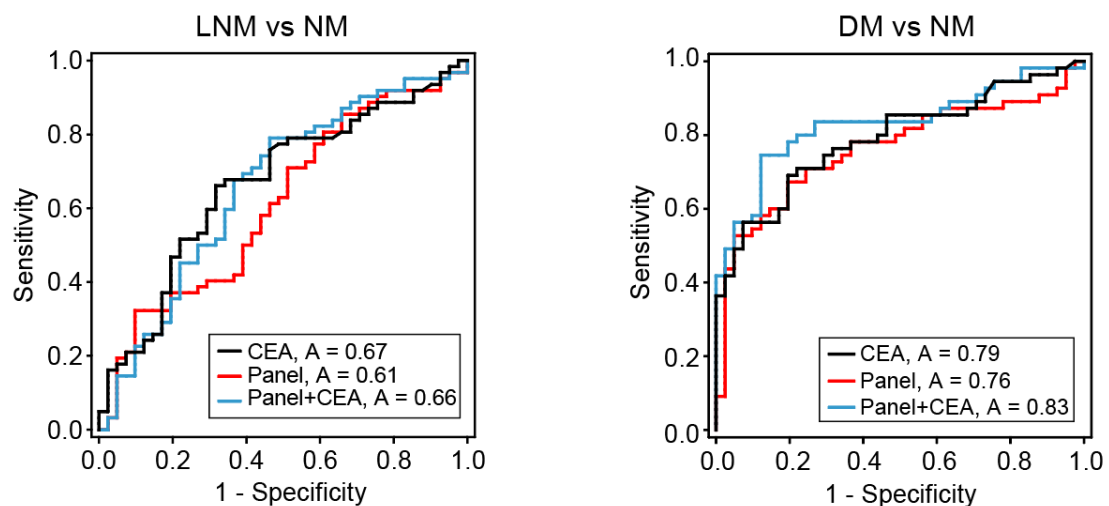 LNM vs NM
1.0
0.8
0.6
0.4
0.2
0.0
Sensitivity
CEA, A = 0.67
Panel, A = 0.61
Panel+CEA, A = 0.66
0.0 0.2 0.4 0.6 0.8 1.0
1 - Specificity
DM vs NM
1.0
0.8
0.6
0.4
0.2
0.0
Sensitivity
CEA, A = 0.79
Panel, A = 0.76
Panel+CEA, A = 0.83
0.0 0.2 0.4 0.6 0.8 1.0
1 - Specificity